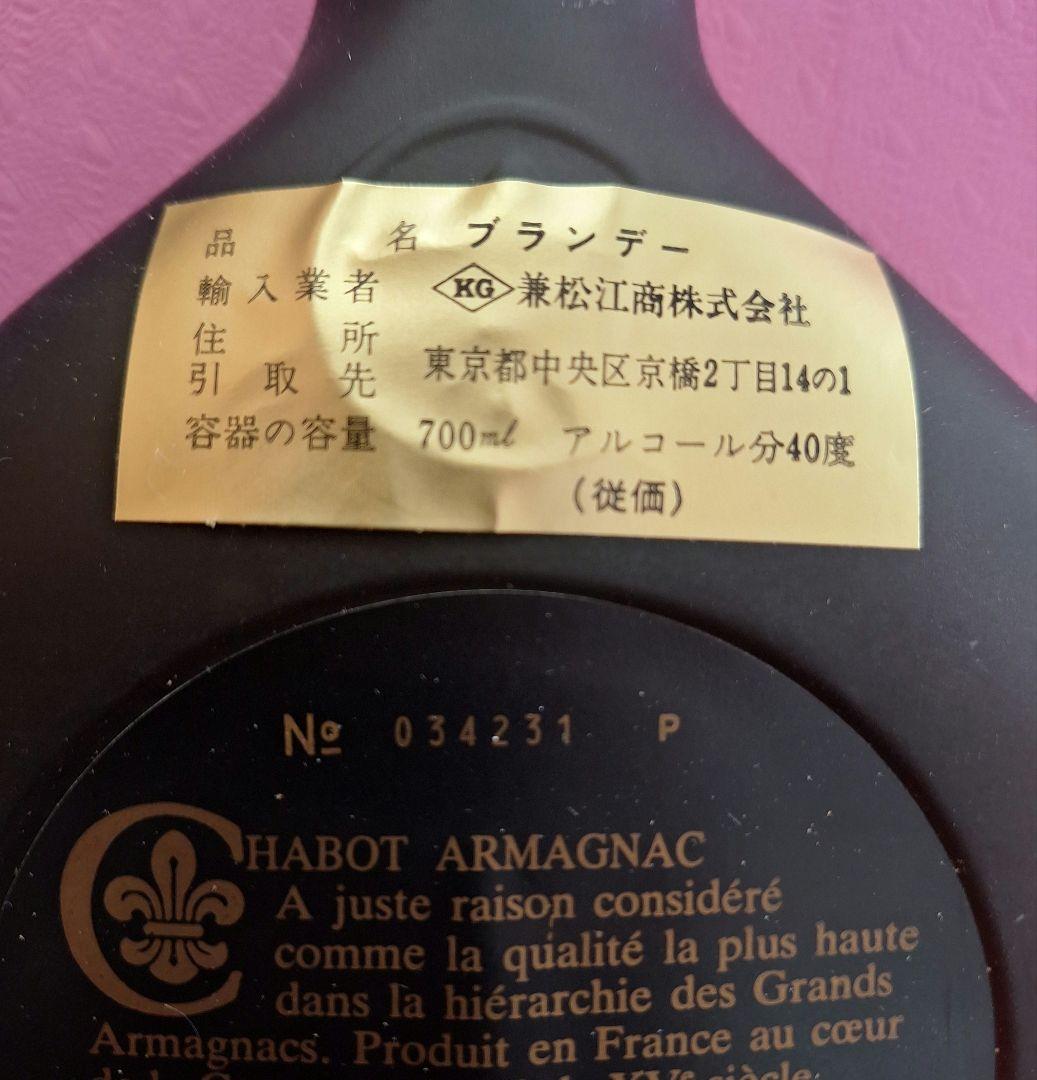 品名 ブランデー
輸入業者 KG 兼松江商株式会社
住所
引取先 東京都中央区京橋2丁目14の1
容器の容量 700ml アルコール分40度
(従価)
Nº 034231 P
CHABOT ARMAGNAC
A juste raison considéré
comme la qualité la plus haute
dans la hiérarchie des Grands
Armagnacs. Produit en France au cœur
XVᵉ siècle